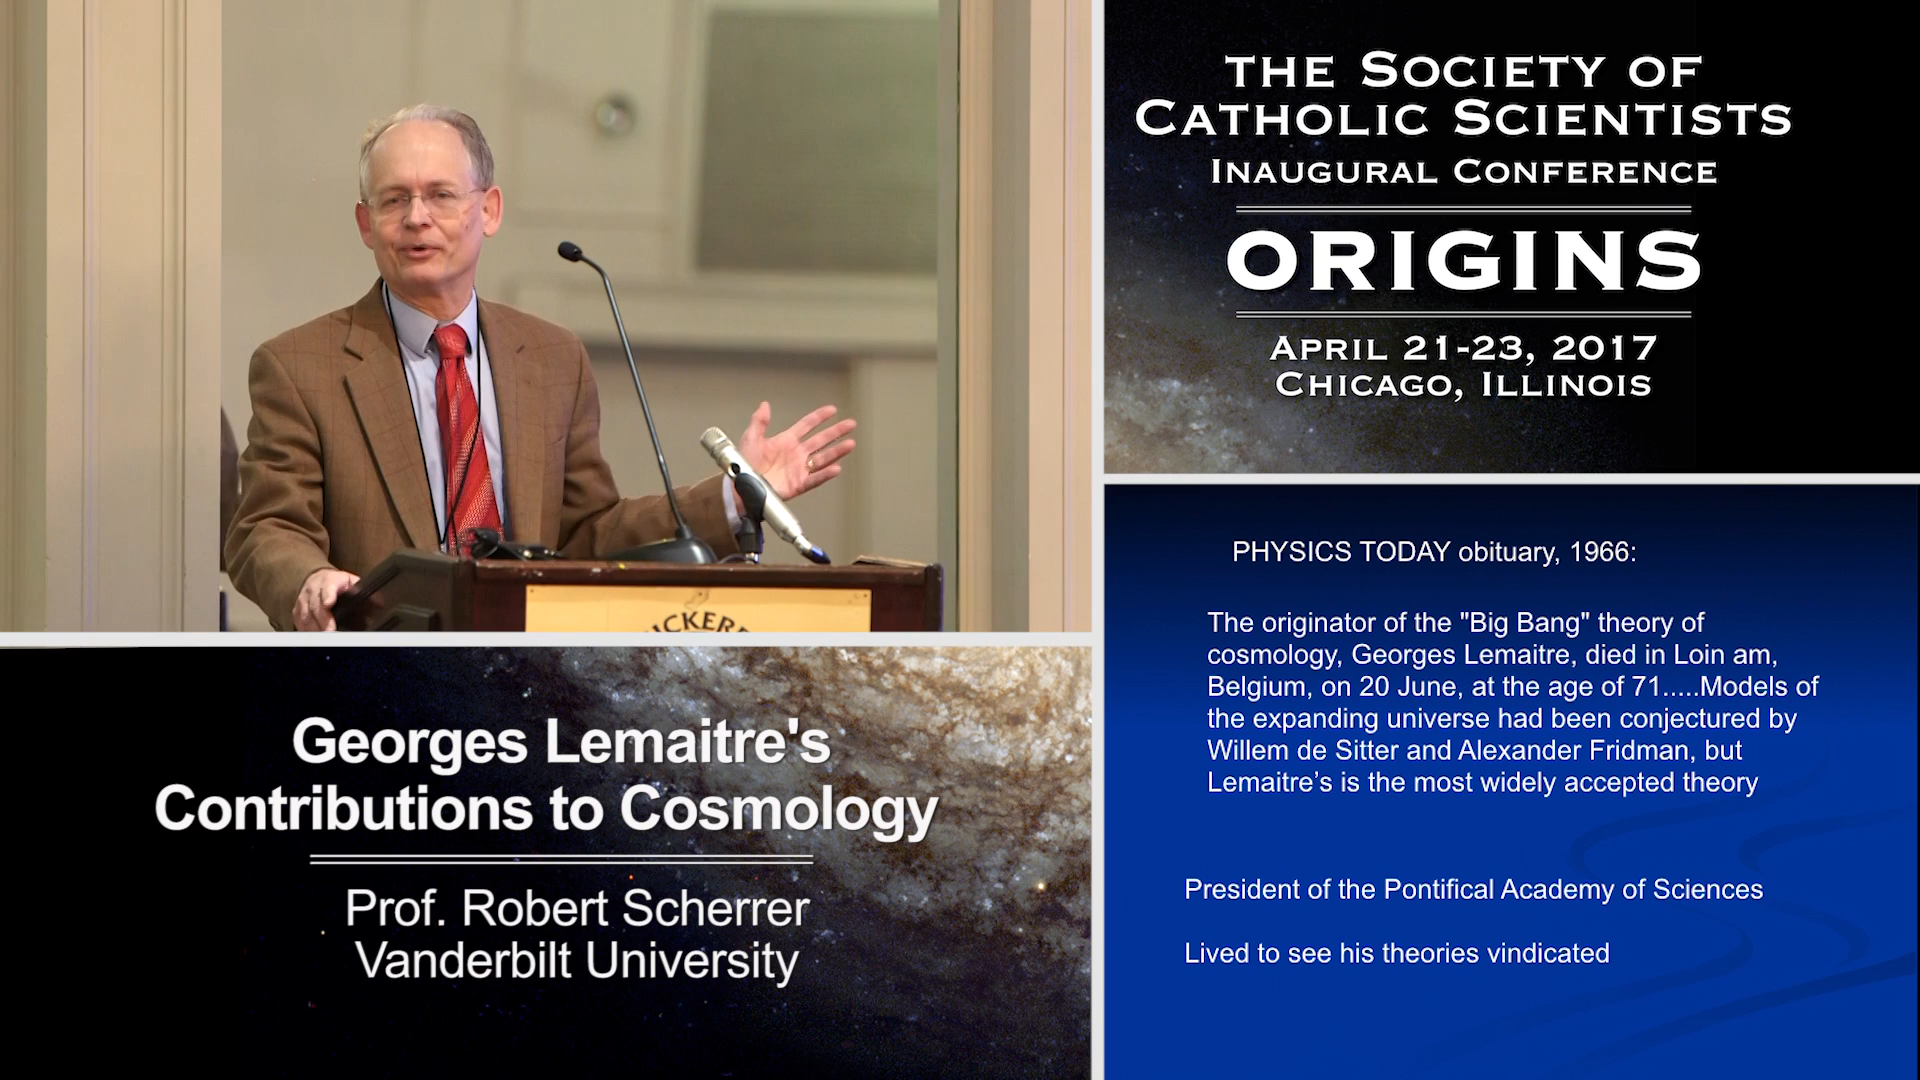 THE SOCIETY OF
CATHOLIC SCIENTISTS
INAUGURAL CONFERENCE
ORIGINS
APRIL 21-23, 2017
CHICAGO, ILLINOIS
Georges Lemaitre's
Contributions to Cosmology
Prof. Robert Scherrer
Vanderbilt University
PHYSICS TODAY obituary, 1966:
The originator of the "Big Bang" theory of
cosmology, Georges Lemaitre, died in Loin am,
Belgium, on 20 June, at the age of 71.....Models of
the expanding universe had been conjectured by
Willem de Sitter and Alexander Fridman, but
Lemaitre’s is the most widely accepted theory
President of the Pontifical Academy of Sciences
Lived to see his theories vindicated